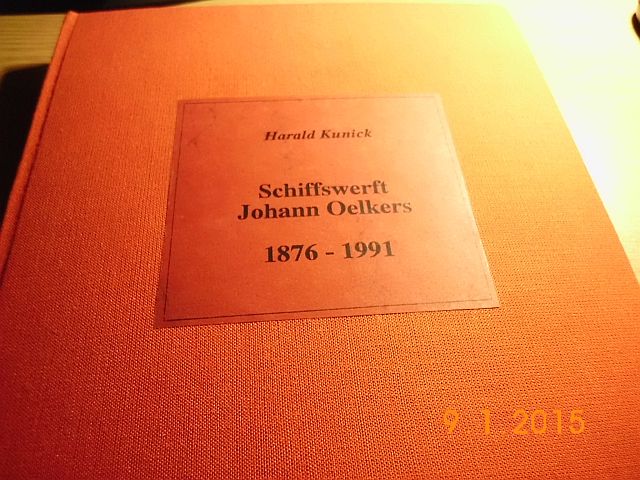 Harald Kunick
Schiffswerft
Johann Oelkers
1876 - 1991
9. 1. 2015